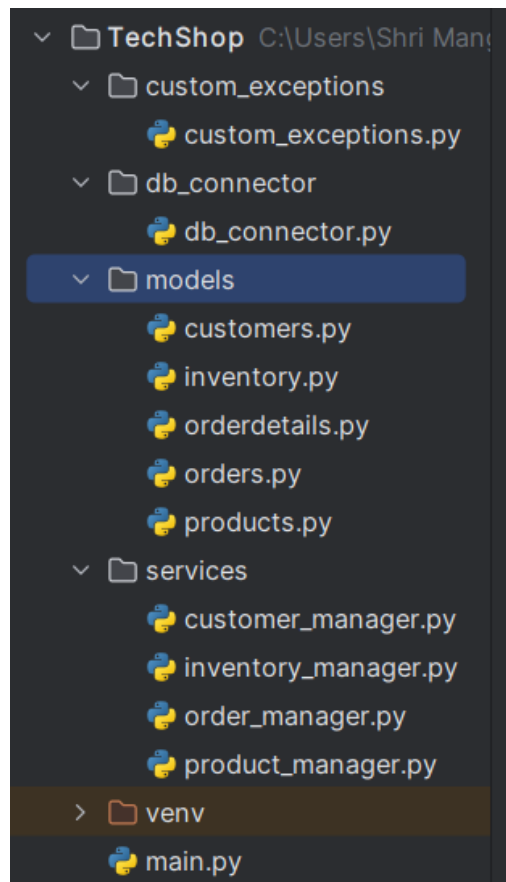 TechShop C:\Users\Shri Mang
custom_exceptions
custom_exceptions.py
db_connector
db_connector.py
models
customers.py
inventory.py
orderdetails.py
orders.py
products.py
services
customer_manager.py
inventory_manager.py
order_manager.py
product_manager.py
venv
main.py